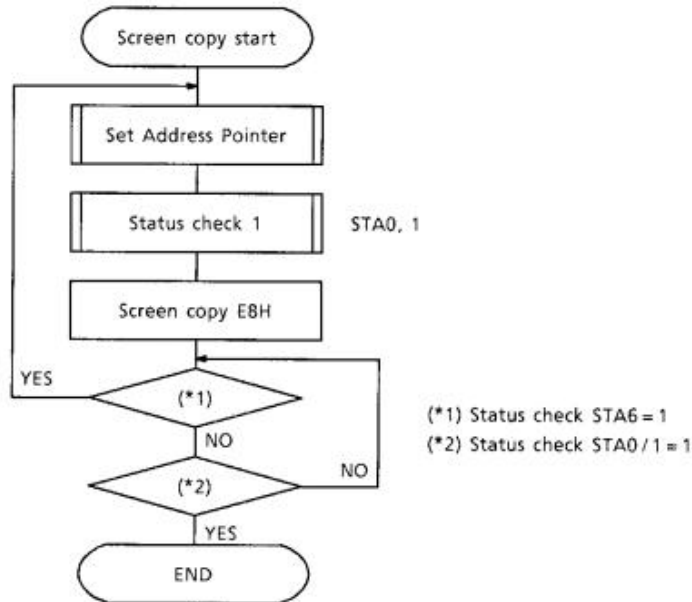 Screen copy start
Set Address Pointer
Status check 1
STA0, 1
Screen copy E8H
YES
(*1)
NO
(*1) Status check STA6 = 1
(*2) Status check STA0 / 1 = 1
(*2)
NO
YES
END